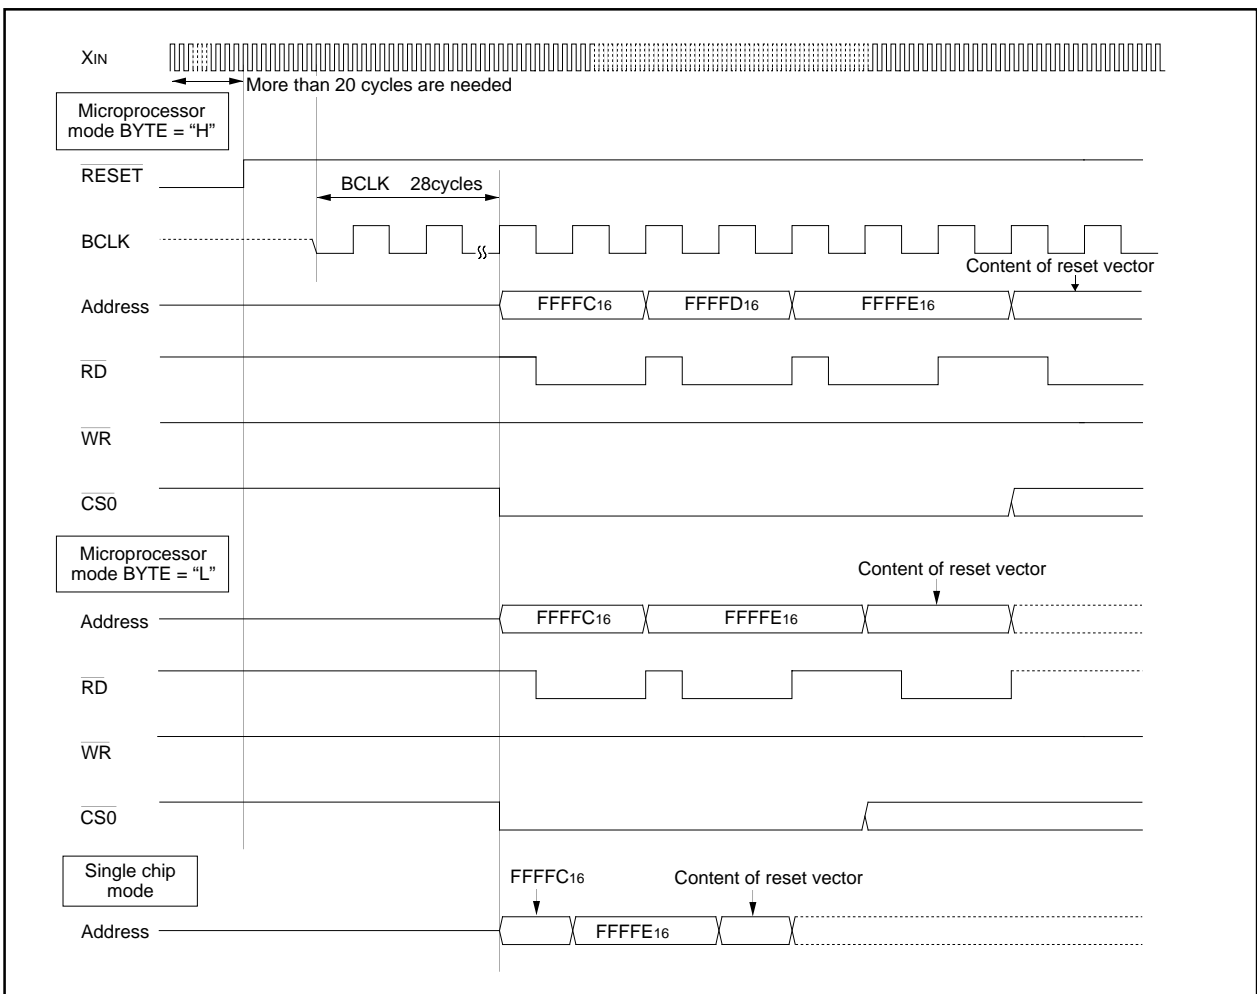 XIN
More than 20 cycles are needed
Microprocessor
mode BYTE = “H”
RESET
BCLK 28cycles
BCLK
Content of reset vector
Address
FFFFC16
FFFFD16
FFFFE16
RD
WR
CS0
Microprocessor
mode BYTE = “L”
Content of reset vector
Address
FFFFC16
FFFFE16
RD
WR
CS0
Single chip
mode
FFFFC16
Content of reset vector
Address
FFFFE16